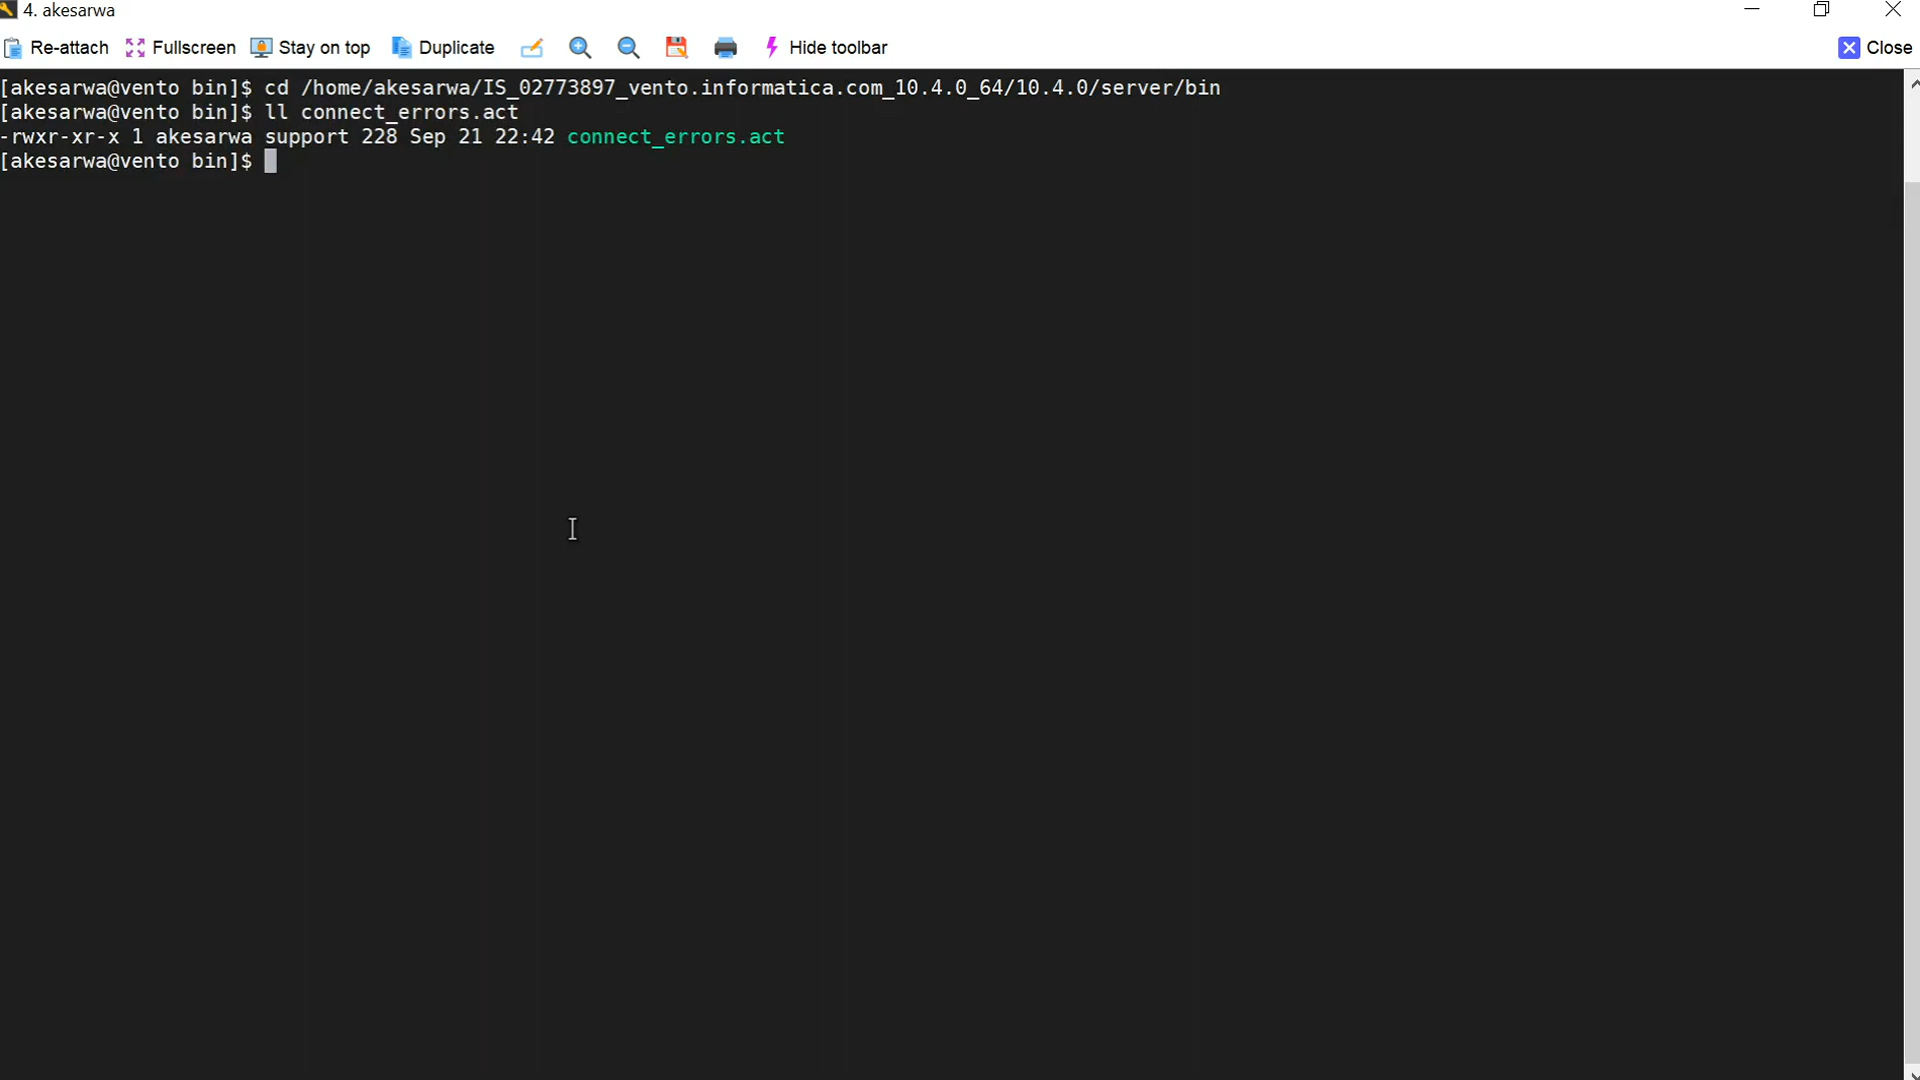 4. akesarwa
Re-attach Fullscreen Stay on top Duplicate Hide toolbar Close
[akesarwa@vento bin]$ cd /home/akesarwa/IS_02773897_vento.informatica.com_10.4.0_64/10.4.0/server/bin
[akesarwa@vento bin]$ ll connect_errors.act
-rwxr-xr-x 1 akesarwa support 228 Sep 21 22:42 connect_errors.act
[akesarwa@vento bin]$